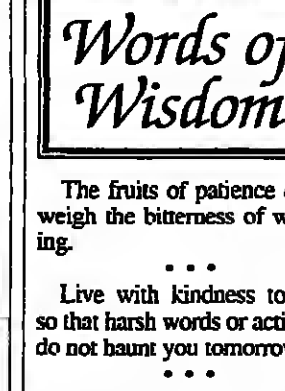 Words of
Wisdom
The fruits of patience
weigh the bitterness of w
ing.
• • •
Live with kindness to
so that harsh words or acti
do not haunt you tomorrow
• • •